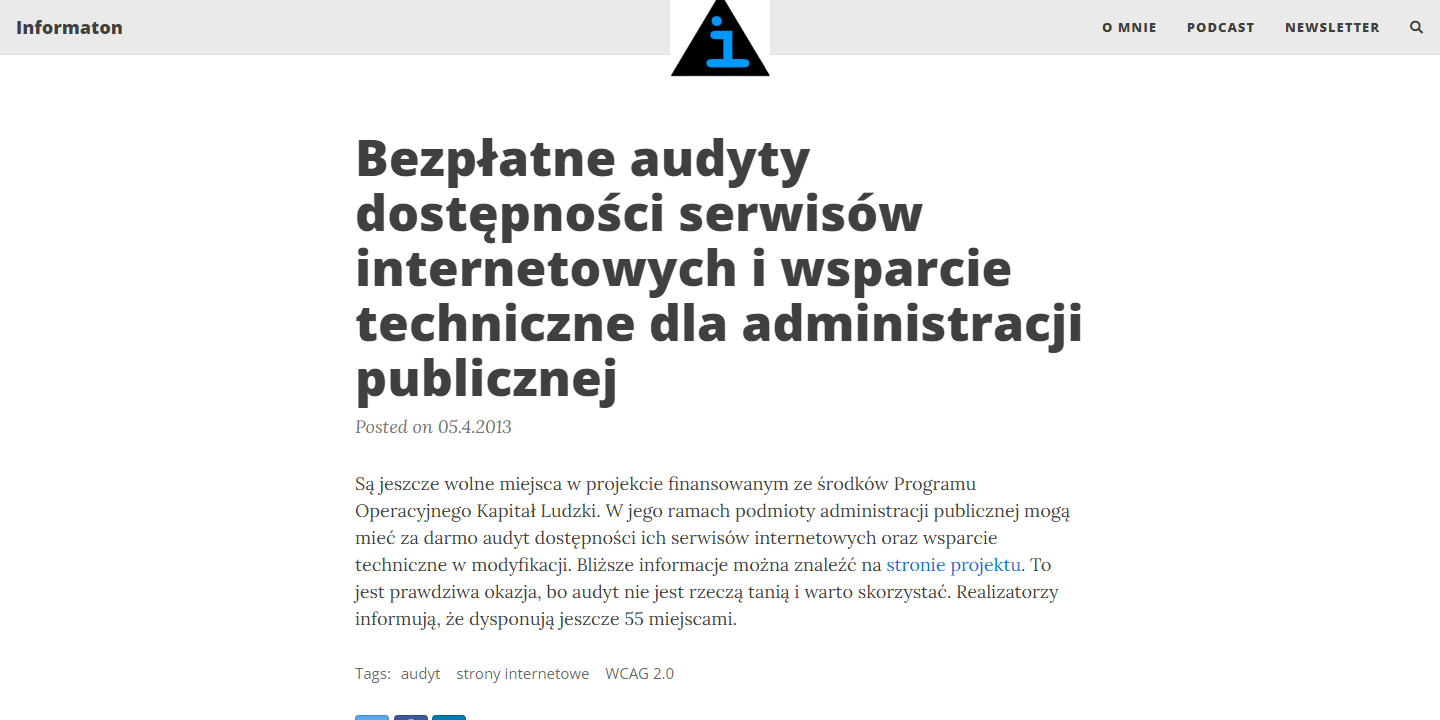 Informaton
i
O MNIE
PODCAST
NEWSLETTER
Bezpłatne audyty
dostępności serwisów
internetowych i wsparcie
techniczne dla administracji
publicznej
Posted on 05.4.2013
Są jeszcze wolne miejsca w projekcie finansowanym ze środków Programu
Operacyjnego Kapitał Ludzki. W jego ramach podmioty administracji publicznej mogą
mieć za darmo audyt dostępności ich serwisów internetowych oraz wsparcie
techniczne w modyfikacji. Bliższe informacje można znaleźć na stronie projektu. To
jest prawdziwa okazja, bo audyt nie jest rzeczą tanią i warto skorzystać. Realizatorzy
informują, że dysponują jeszcze 55 miejscami.
Tags: audyt strony internetowe WCAG 2.0